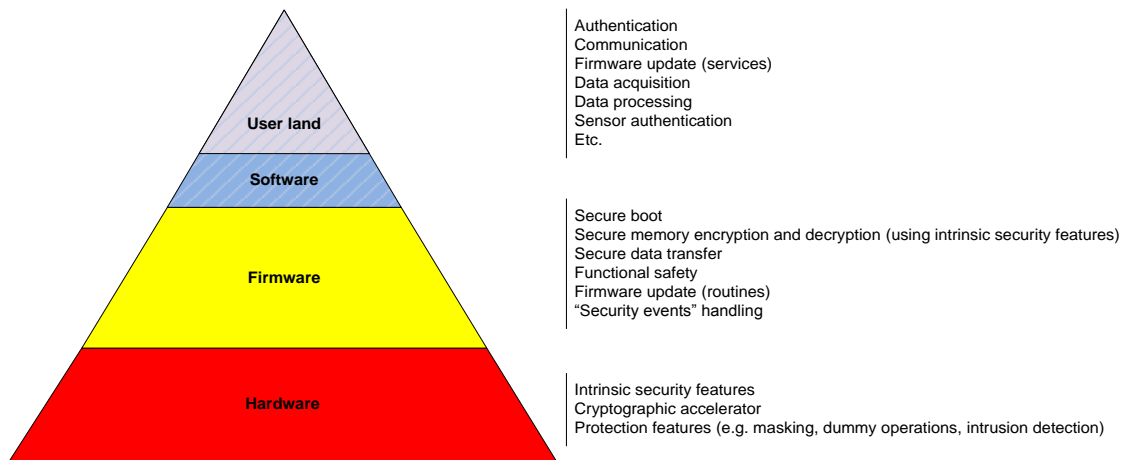 Authentication
Communication
Firmware update (services)
Data acquisition
Data processing
Sensor authentication
Etc.
User land
Software
Secure boot
Secure memory encryption and decryption (using intrinsic security features)
Secure data transfer
Functional safety
Firmware update (routines)
“Security events” handling
Firmware
Intrinsic security features
Cryptographic accelerator
Protection features (e.g. masking, dummy operations, intrusion detection)
Hardware